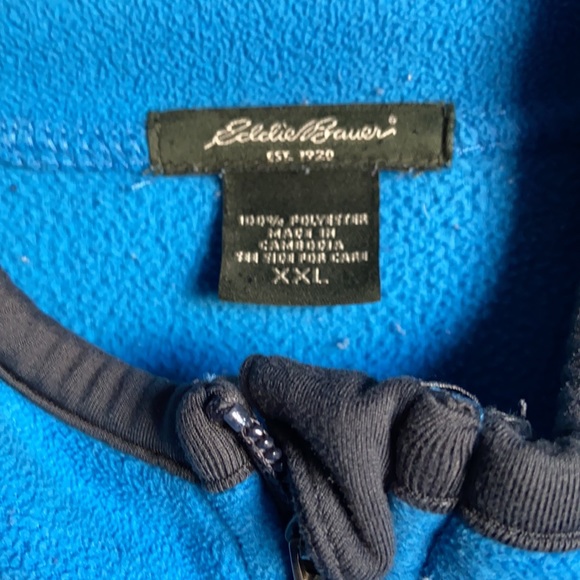 Eddie Bauer
EST. 1920
100% POLYESTER
MADE IN
CAMBODIA
SEE SIDE FOR CARE
XXL